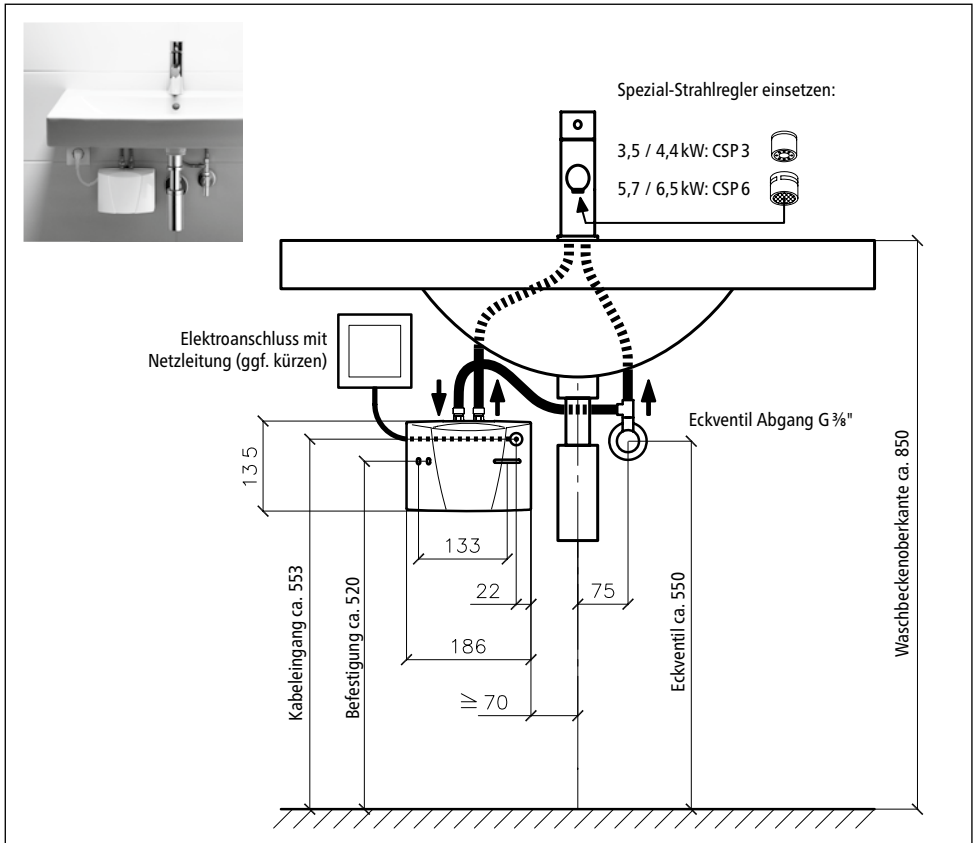 Spezial-Strahlregler einsetzen:
3,5 / 4,4 kW: CSP 3
5,7 / 6,5 kW: CSP 6
Elektroanschluss mit
Netzleitung (ggf. kürzen)
Eckventil Abgang G ⅜"
135
133
22
75
186
≧ 70
Kabeleingang ca. 553
Befestigung ca. 520
Eckventil ca. 550
Waschbeckenoberkante ca. 850